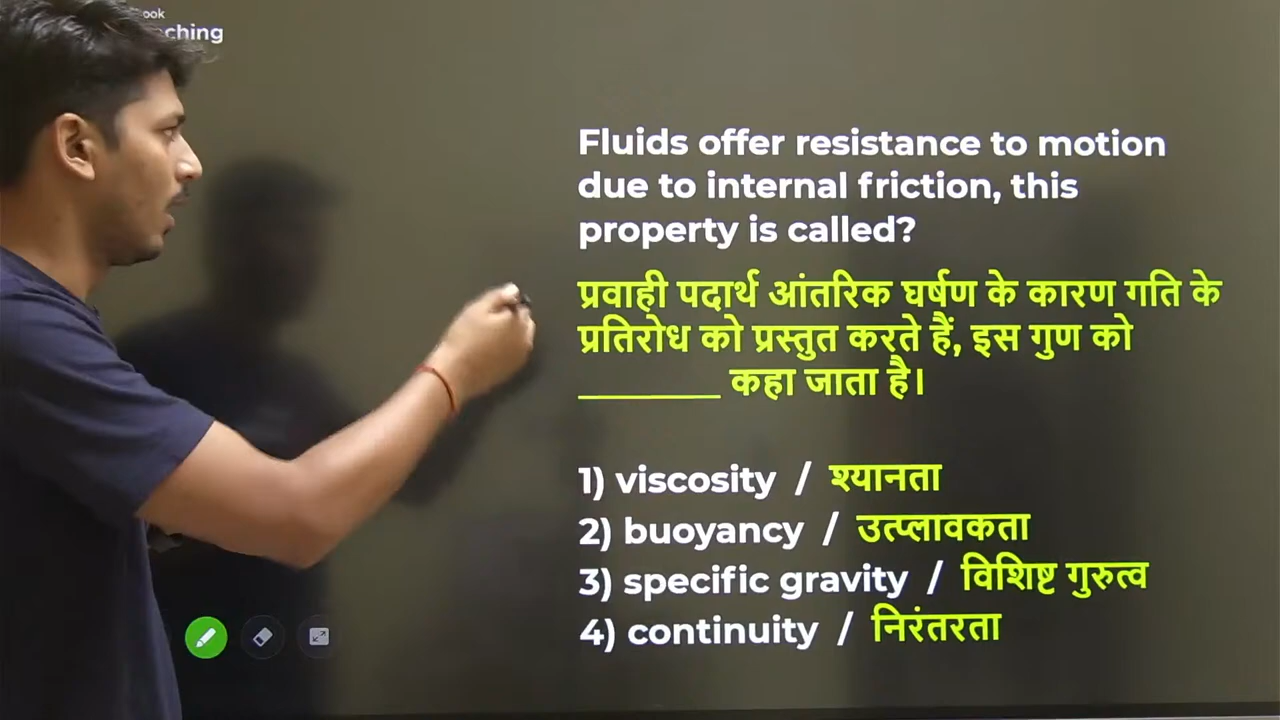 ook
ching
Fluids offer resistance to motion
due to internal friction, this
property is called?
प्रवाही पदार्थ आंतरिक घर्षण के कारण गति के
प्रतिरोध को प्रस्तुत करते हैं, इस गुण को
________ कहा जाता है।
1) viscosity / श्यानता
2) buoyancy / उत्प्लावकता
3) specific gravity / विशिष्ट गुरुत्व
4) continuity / निरंतरता